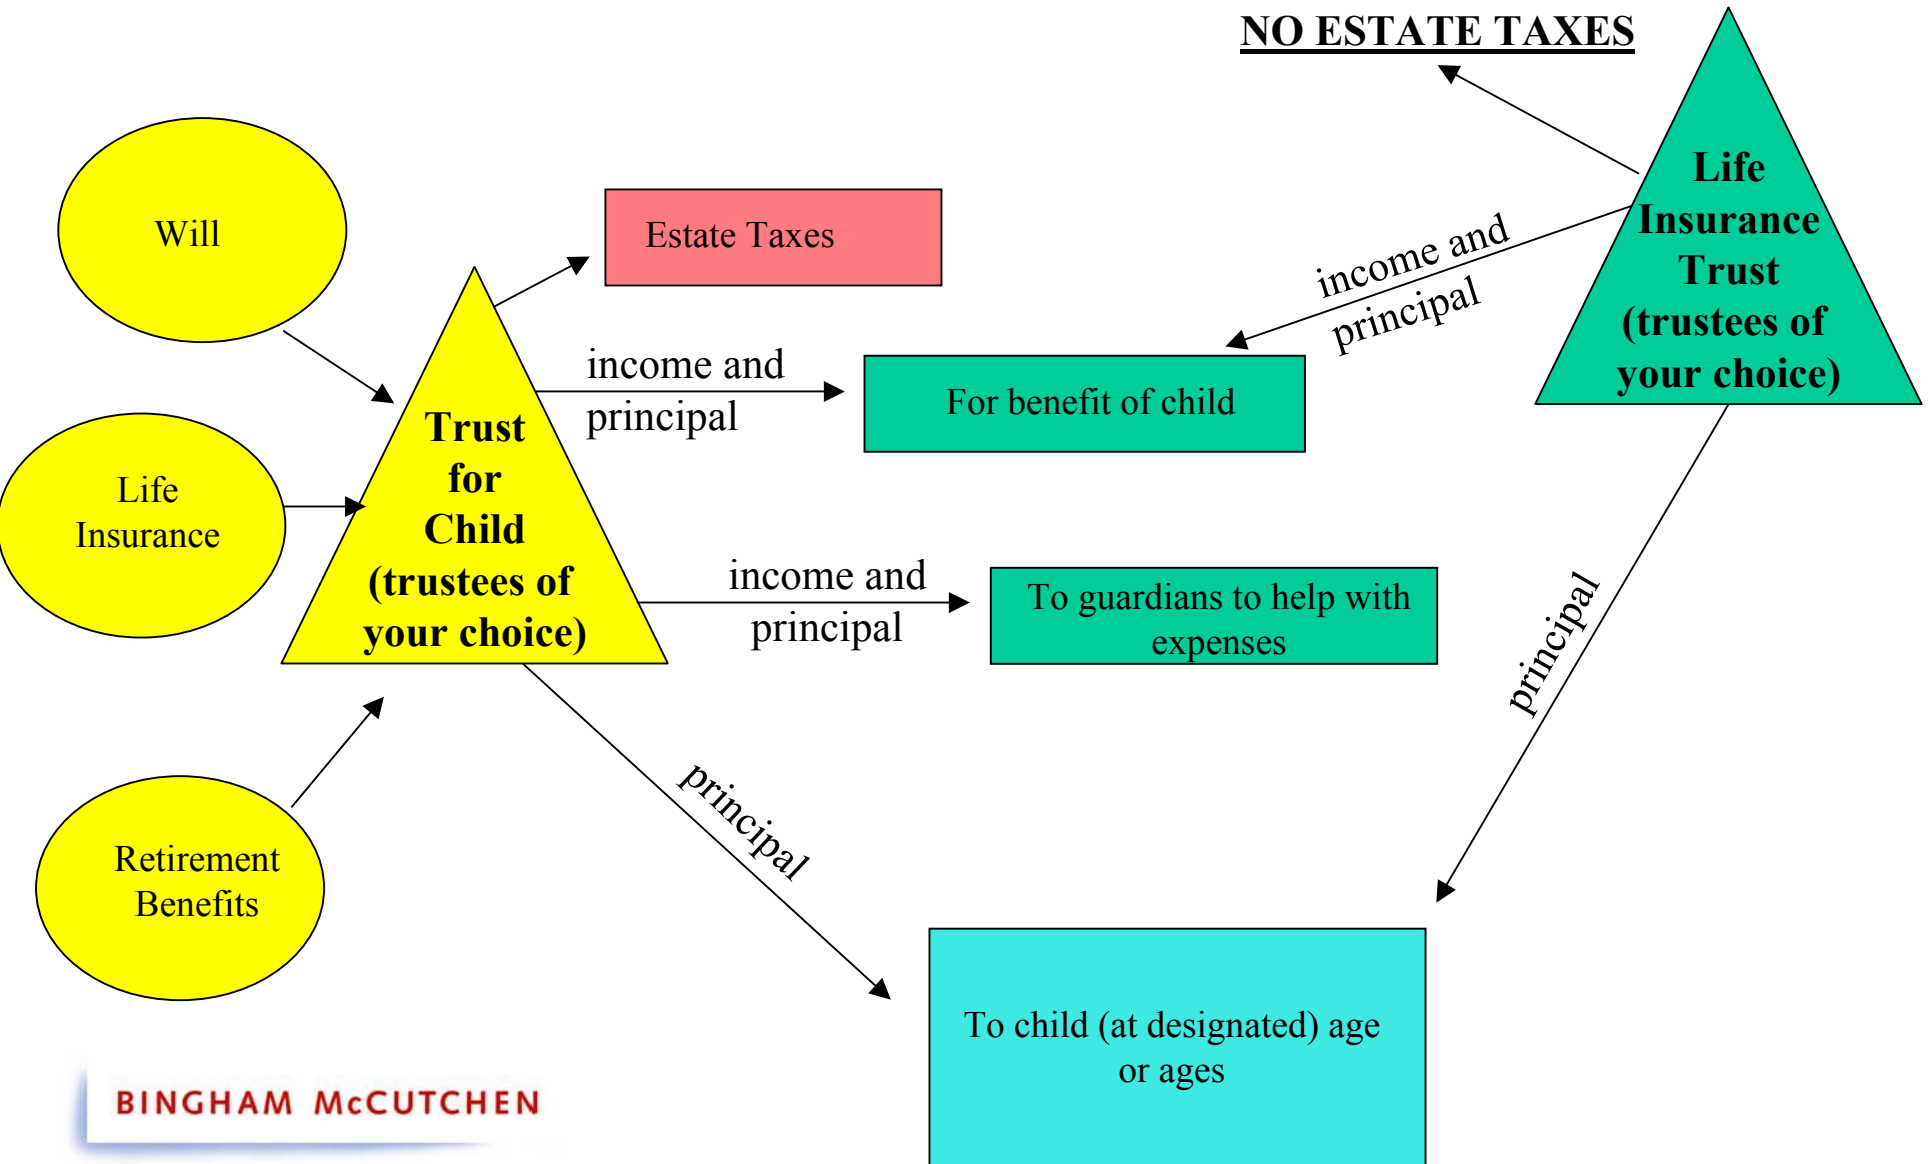 NO ESTATE TAXES
Life
Insurance
Trust
(trustees of
your choice)
Will
Estate Taxes
income and
principal
income and
principal
For benefit of child
Trust
for
Child
(trustees of
your choice)
Life
Insurance
income and
principal
To guardians to help with
expenses
principal
principal
Retirement
Benefits
To child (at designated) age
or ages
BINGHAM McCUTCHEN